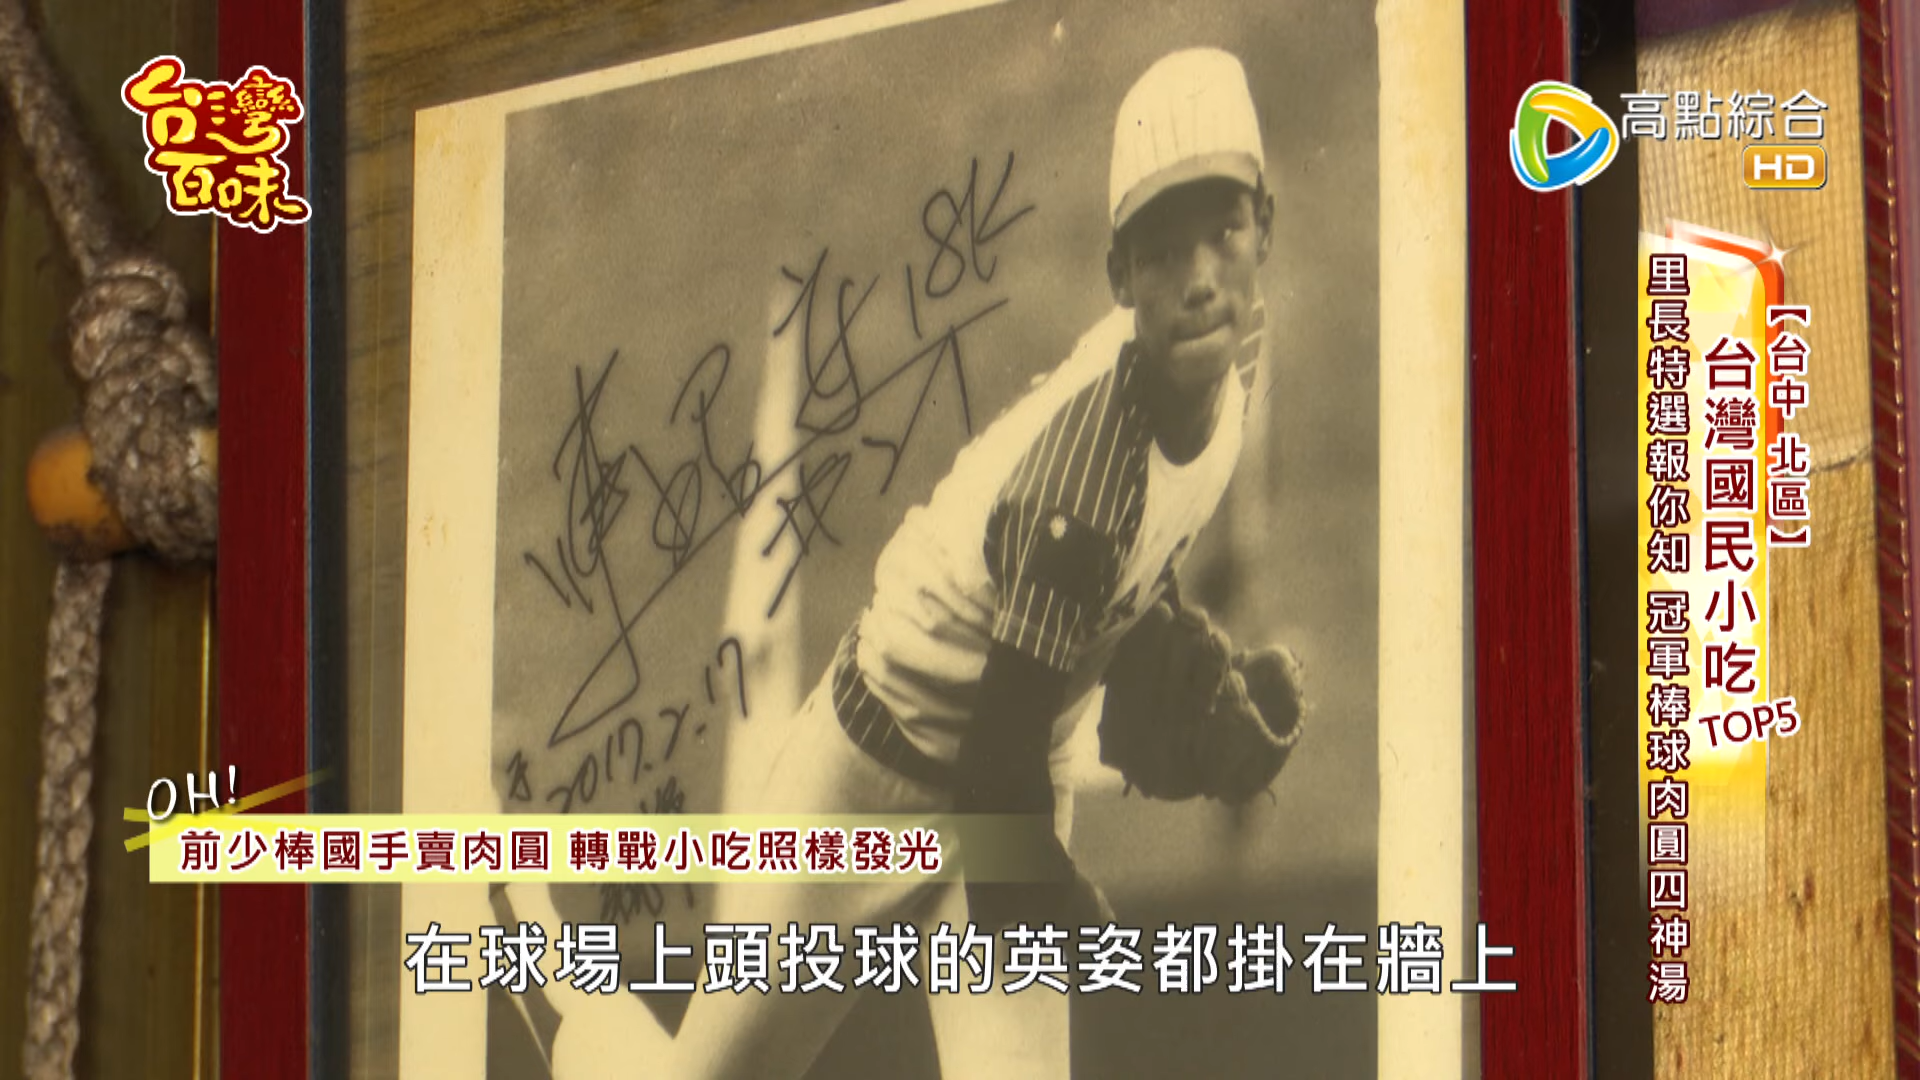 台灣
百味
高點綜合
HD
【台中 北區】
台灣國民小吃
TOP5
里長特選報你知 冠軍棒球肉圓四神湯
18K
2017.2.17
OH!
前少棒國手賣肉圓 轉戰小吃照樣發光
在球場上頭投球的英姿都掛在牆上